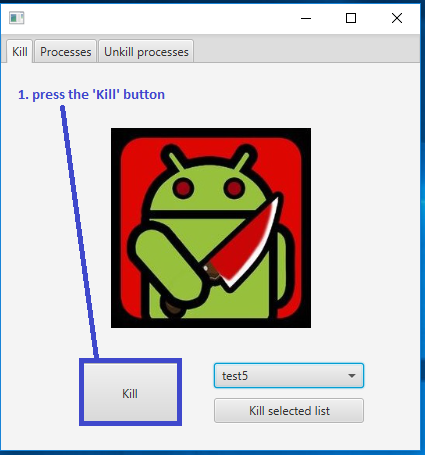 Kill Processes Unkill processes
1. press the 'Kill' button
Kill
test5
Kill selected list